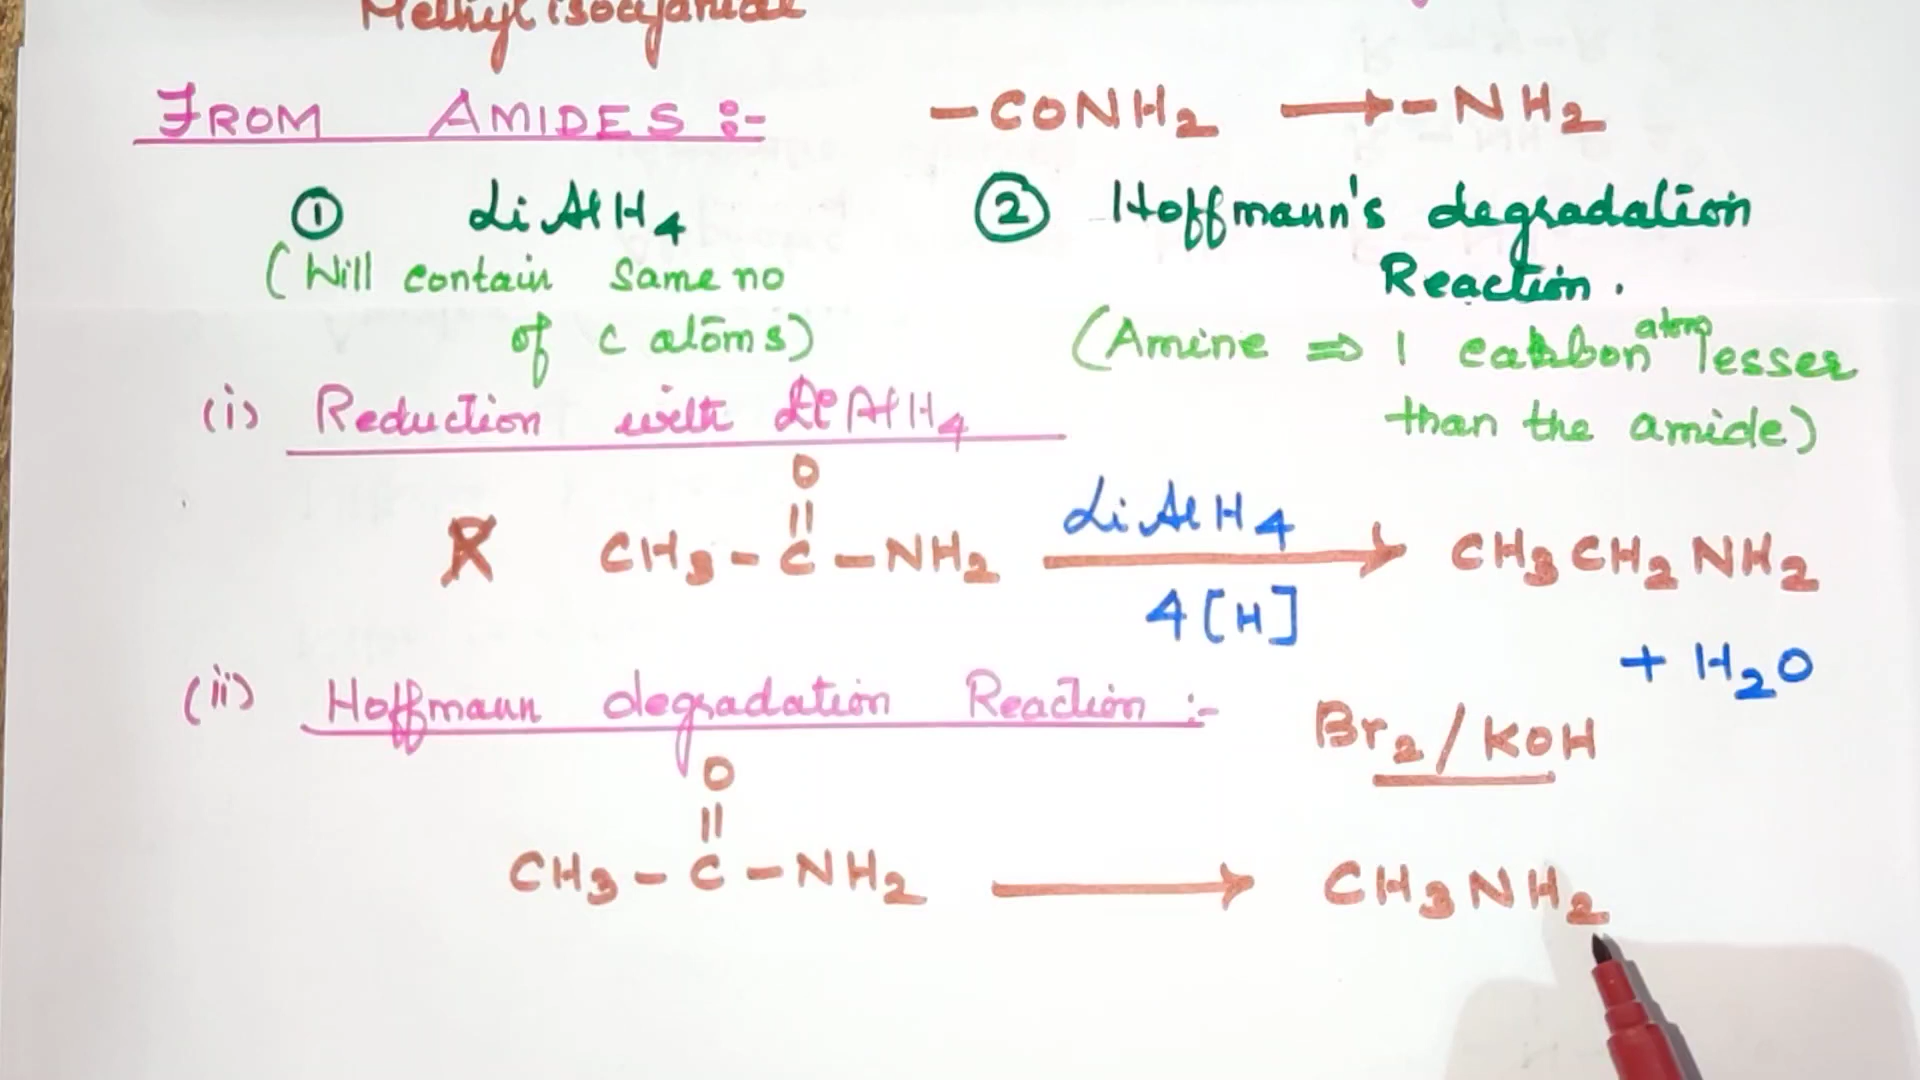 Methyl isocyanide
FROM AMIDES :- -CONH2 → -NH2
① LiAlH4
(Will contain same no
of c atoms)
② Hoffmann's degradation
Reaction.
(Amine ⇒ 1 carbon atom lesser
than the amide)
(i) Reduction with LiAlH4
O
||
R CH3-C-NH2 LiAlH4 → CH3CH2NH2
4[H]
+ H2O
(ii) Hoffmann degradation Reaction :-
Br2/KOH
O
||
CH3-C-NH2 → CH3NH2